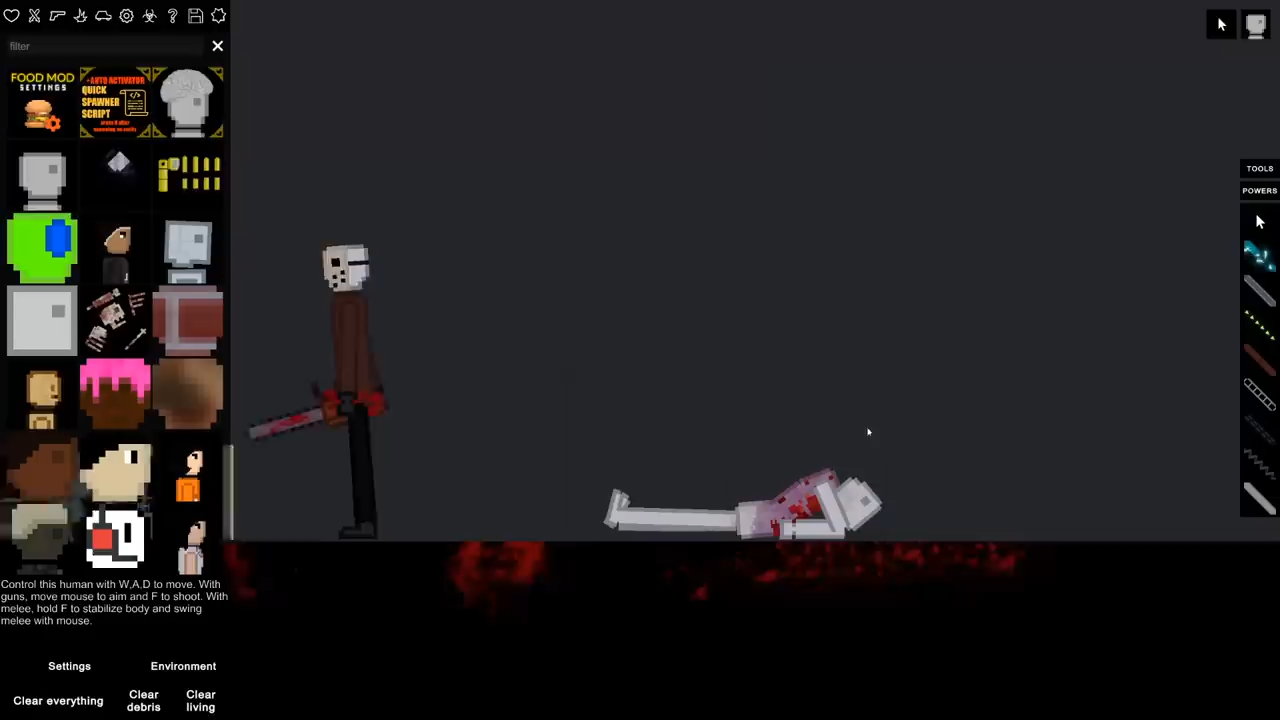 filter
FOOD MOD
SETTINGS
-AUTO ACTIVATOR
QUICK
SPAWNER
SCRIPT
TOOLS
POWERS
Control this human with W,A,D to move. With
guns, move mouse to aim and F to shoot. With
melee, hold F to stabilize body and swing
melee with mouse.
Settings
Environment
Clear everything
Clear
debris
Clear
living